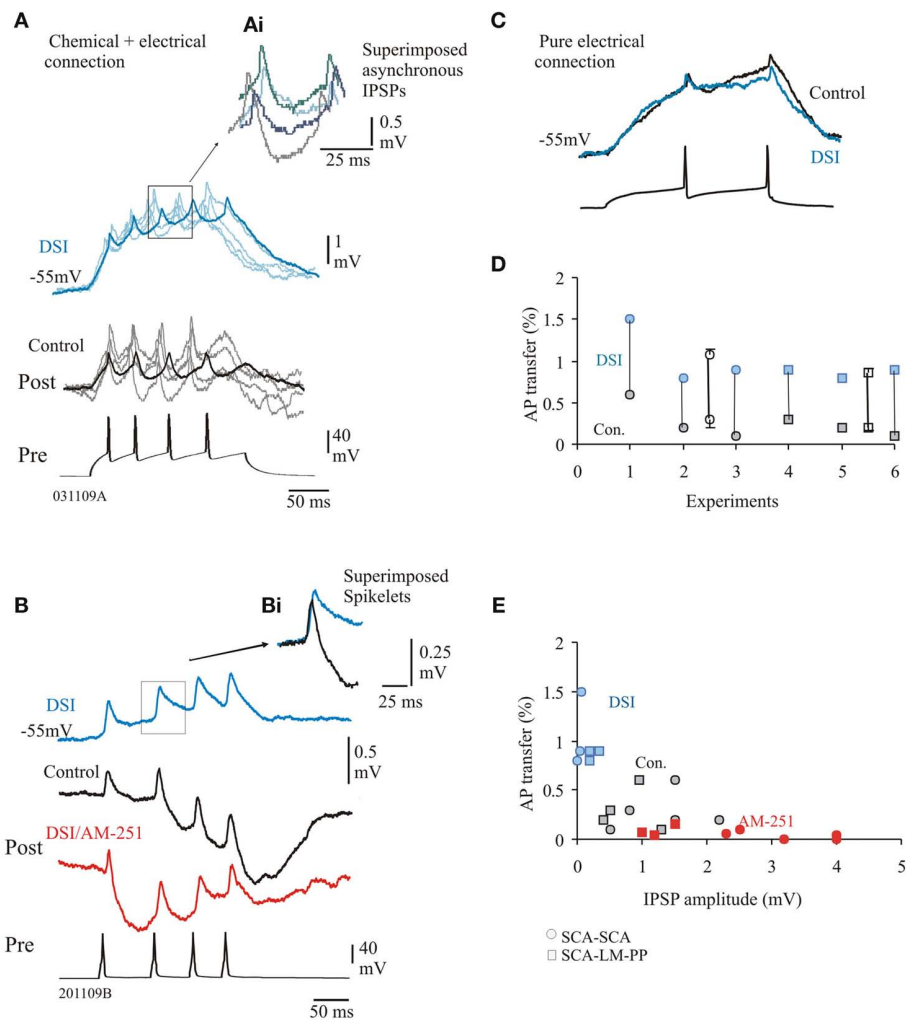 A
Chemical + electrical
connection
Ai
Superimposed
asynchronous
IPSPs
0.5
mV
25 ms
DSI
-55mV
1
mV
Control
Post
Pre
40
mV
031109A
50 ms
C
Pure electrical
connection
Control
-55mV
DSI
D
AP transfer (%)
2
1.5
1
0.5
0
DSI
Con.
0 1 2 3 4 5 6
Experiments
B
Bi
Superimposed
Spikelets
0.25
mV
25 ms
DSI
-55mV
0.5
mV
Control
DSI/AM-251
Post
Pre
40
mV
201109B
50 ms
E
AP transfer (%)
2
1.5
1
0.5
0
DSI
Con.
AM-251
0 1 2 3 4 5
IPSP amplitude (mV)
SCA-SCA
SCA-LM-PP